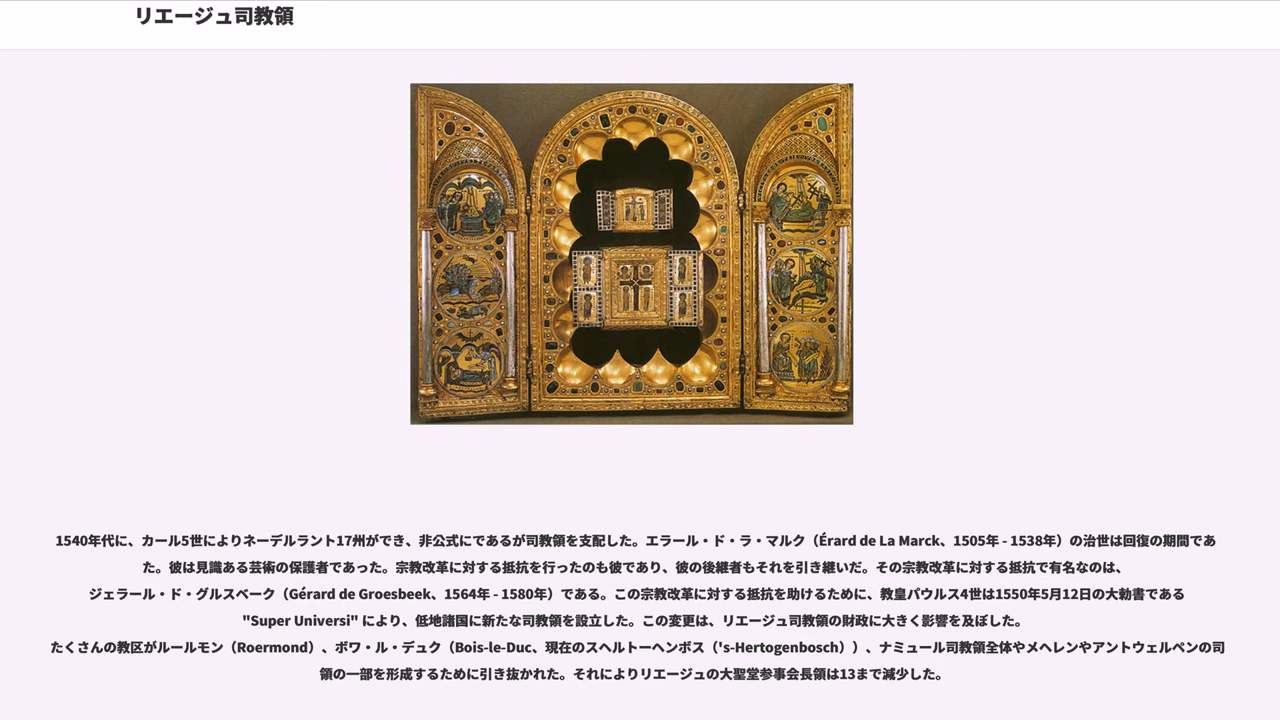 リエージュ司教領
1540年代に、カール5世によりネーデルラント17州ができ、非公式にであるが司教領を支配した。エラール・ド・ラ・マルク（Érard de La Marck、1505年 - 1538年）の治世は回復の期間であ
た。彼は見識ある芸術の保護者であった。宗教改革に対する抵抗を行ったのも彼であり、彼の後継者もそれを引き継いだ。その宗教改革に対する抵抗で有名なのは、
ジェラール・ド・グルスベーク（Gérard de Groesbeek、1564年 - 1580年）である。この宗教改革に対する抵抗を助けるために、教皇パウルス4世は1550年5月12日の大勅書である
"Super Universi" により、低地諸国に新たな司教領を設立した。この変更は、リエージュ司教領の財政に大きく影響を及ぼした。
たくさんの教区がルールモン（Roermond）、ボワ・ル・デュク（Bois-le-Duc、現在のスヘルトーヘンボス（'s-Hertogenbosch））、ナミュール司教領全体やメヘレンやアントウェルペンの司
領の一部を形成するために引き抜かれた。それによりリエージュの大聖堂参事会長領は13まで減少した。